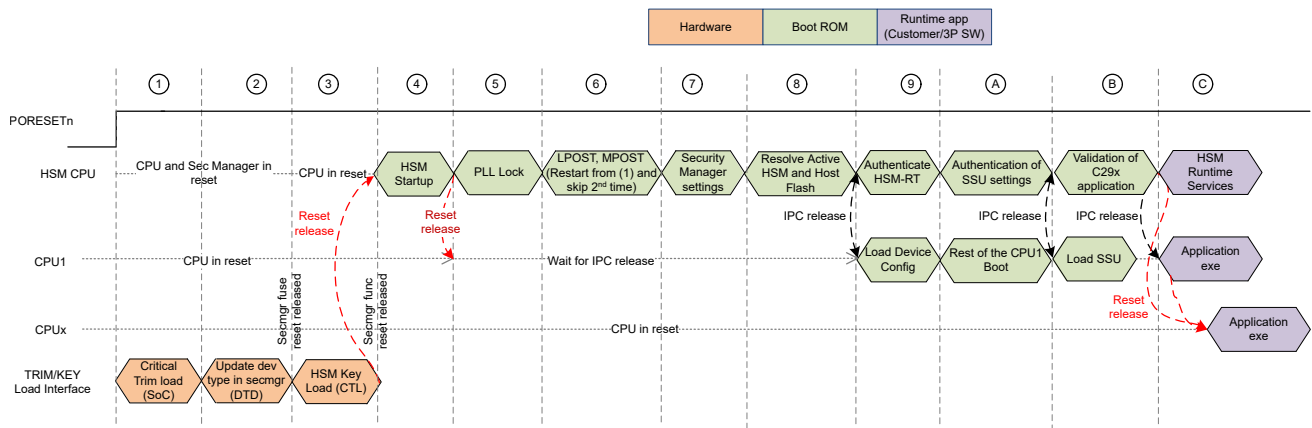 Hardware
Boot ROM
Runtime app
(Customer/3P SW)
1
2
3
4
5
6
7
8
9
A
B
C
PORESETn
HSM CPU
CPU and Sec Manager in
reset
CPU in reset
HSM
Startup
PLL Lock
LPOST, MPOST
(Restart from (1) and
skip 2nd time)
Security
Manager
settings
Resolve Active
HSM and Host
Flash
Authenticate
HSM-RT
Authentication of
SSU settings
Validation of
C29x
application
HSM
Runtime
Services
Reset
release
Reset
release
IPC release
IPC release
IPC release
CPU1
CPU in reset
Wait for IPC release
Load Device
Config
Rest of the CPU1
Boot
Load SSU
Application
exe
Secmgr fuse
reset released
Secmgr func
reset released
Reset
release
CPUx
CPU in reset
Application
exe
TRIM/KEY
Load Interface
Critical
Trim load
(SoC)
Update dev
type in secmgr
(DTD)
HSM Key
Load (CTL)